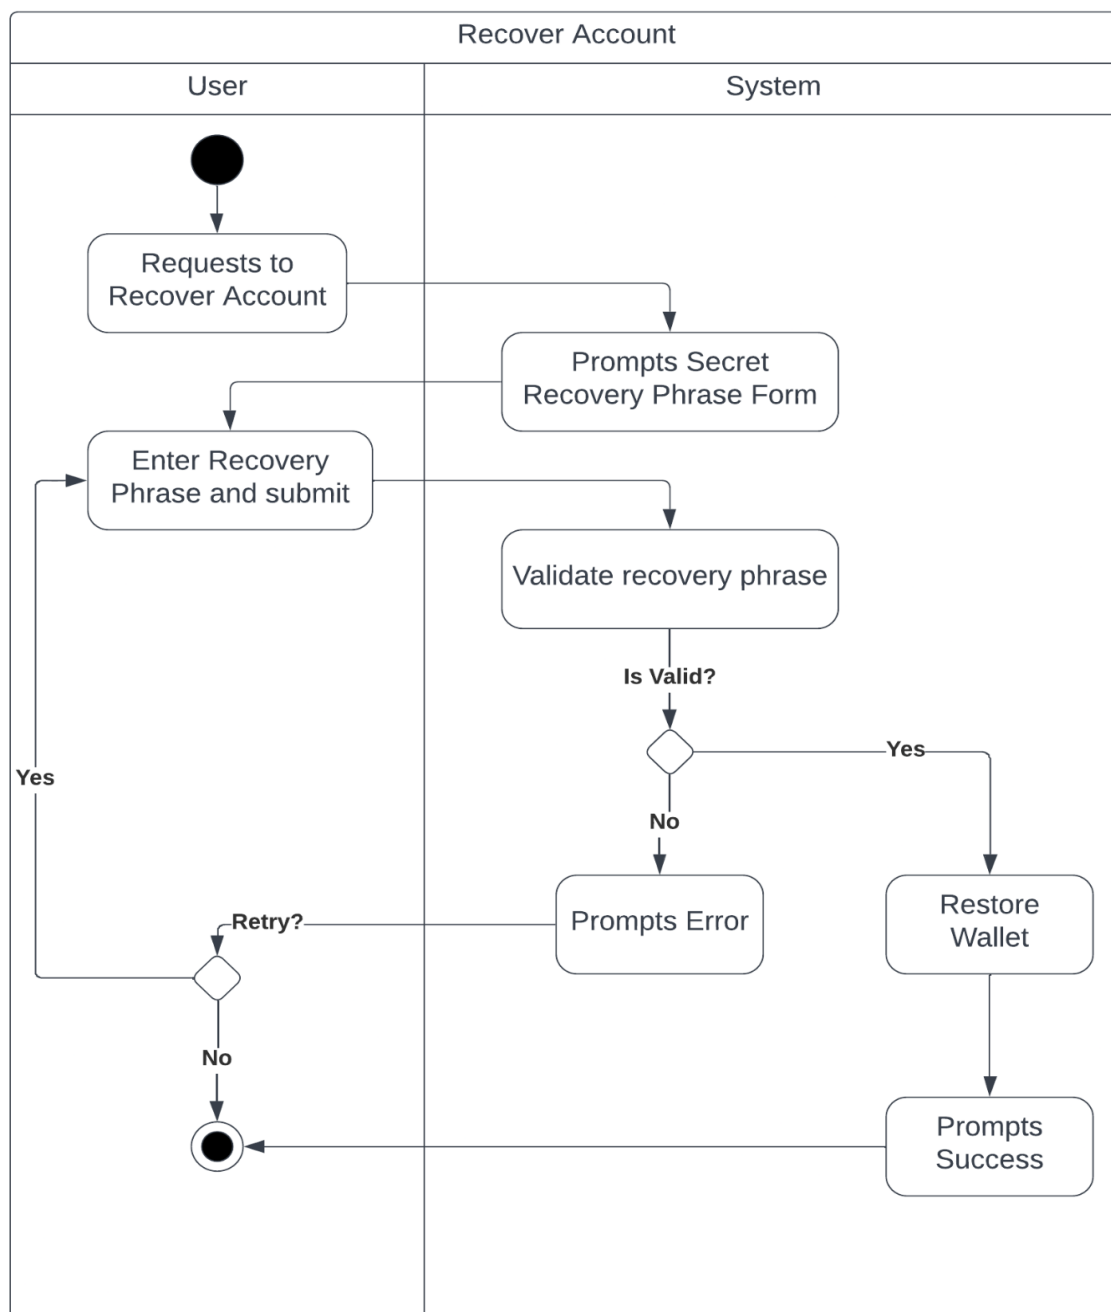 Recover Account
User
System
Requests to
Recover Account
Prompts Secret
Recovery Phrase Form
Enter Recovery
Phrase and submit
Validate recovery phrase
Is Valid?
Yes
Yes
No
Restore
Wallet
Prompts Error
Retry?
No
Prompts
Success